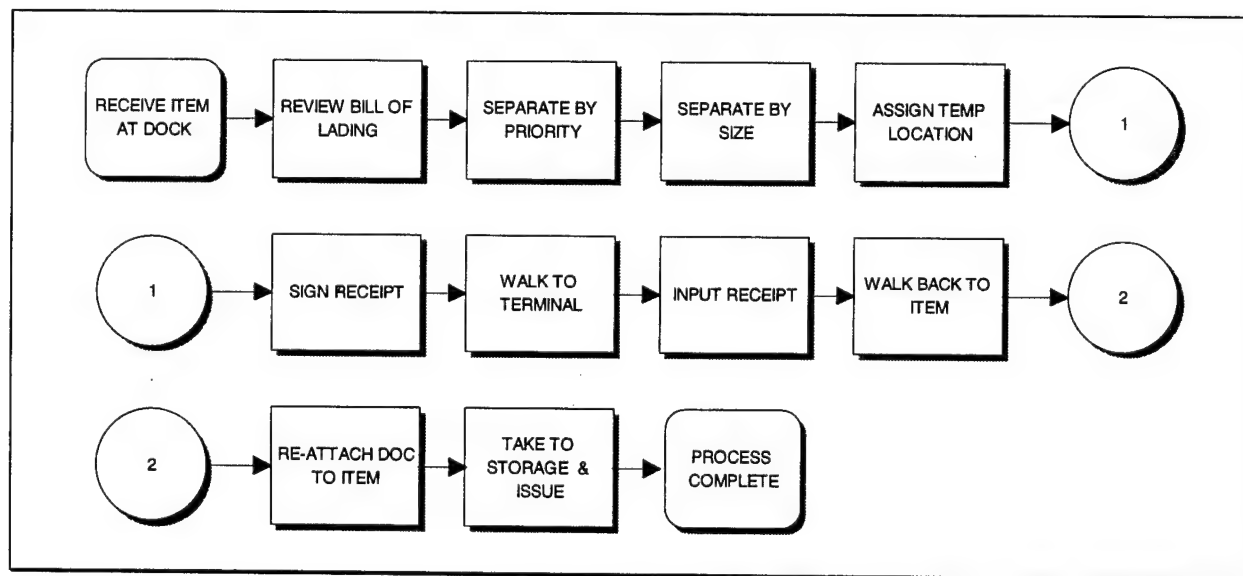 RECEIVE ITEM
AT DOCK
REVIEW BILL OF
LADING
SEPARATE BY
PRIORITY
SEPARATE BY
SIZE
ASSIGN TEMP
LOCATION
1
1
SIGN RECEIPT
WALK TO
TERMINAL
INPUT RECEIPT
WALK BACK TO
ITEM
2
2
RE-ATTACH DOC
TO ITEM
TAKE TO
STORAGE &
ISSUE
PROCESS
COMPLETE